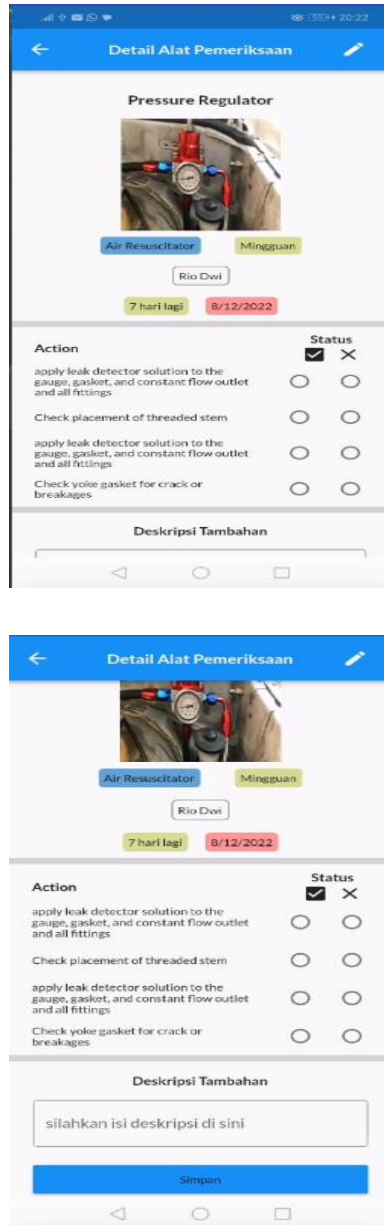 20:22
Detail Alat Pemeriksaan
Pressure Regulator
Air Resuscitator Mingguan
Rio Dwi
7 hari lagi 8/12/2022
Status
Action
apply leak detector solution to the
gauge, gasket, and constant flow outlet
and all fittings
Check placement of threaded stem
apply leak detector solution to the
gauge, gasket, and constant flow outlet
and all fittings
Check yoke gasket for crack or
breakages
Deskripsi Tambahan
Detail Alat Pemeriksaan
Air Resuscitator Mingguan
Rio Dwi
7 hari lagi 8/12/2022
Status
Action
apply leak detector solution to the
gauge, gasket, and constant flow outlet
and all fittings
Check placement of threaded stem
apply leak detector solution to the
gauge, gasket, and constant flow outlet
and all fittings
Check yoke gasket for crack or
breakages
Deskripsi Tambahan
silahkan isi deskripsi di sini
Simpan